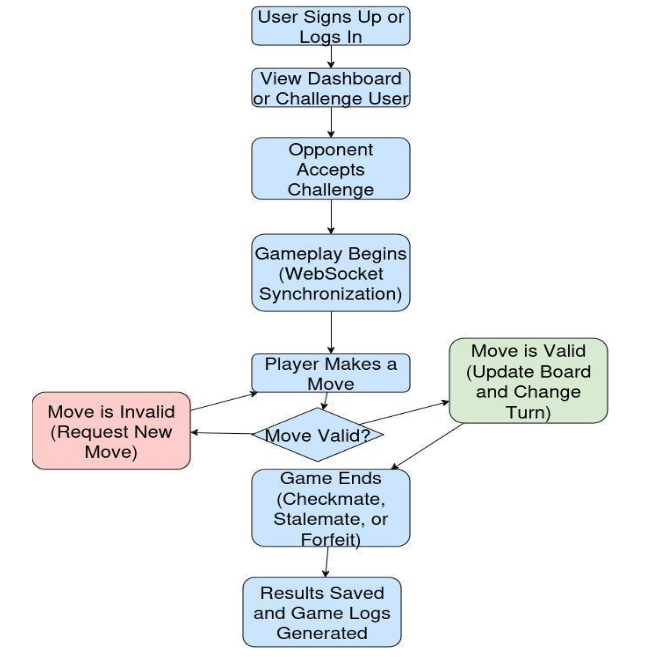 User Signs Up or
Logs In
View Dashboard
or Challenge User
Opponent
Accepts
Challenge
Gameplay Begins
(WebSocket
Synchronization)
Player Makes a
Move
Move is Valid
(Update Board
and Change
Turn)
Move is Invalid
(Request New
Move)
Move Valid?
Game Ends
(Checkmate,
Stalemate, or
Forfeit)
Results Saved
and Game Logs
Generated